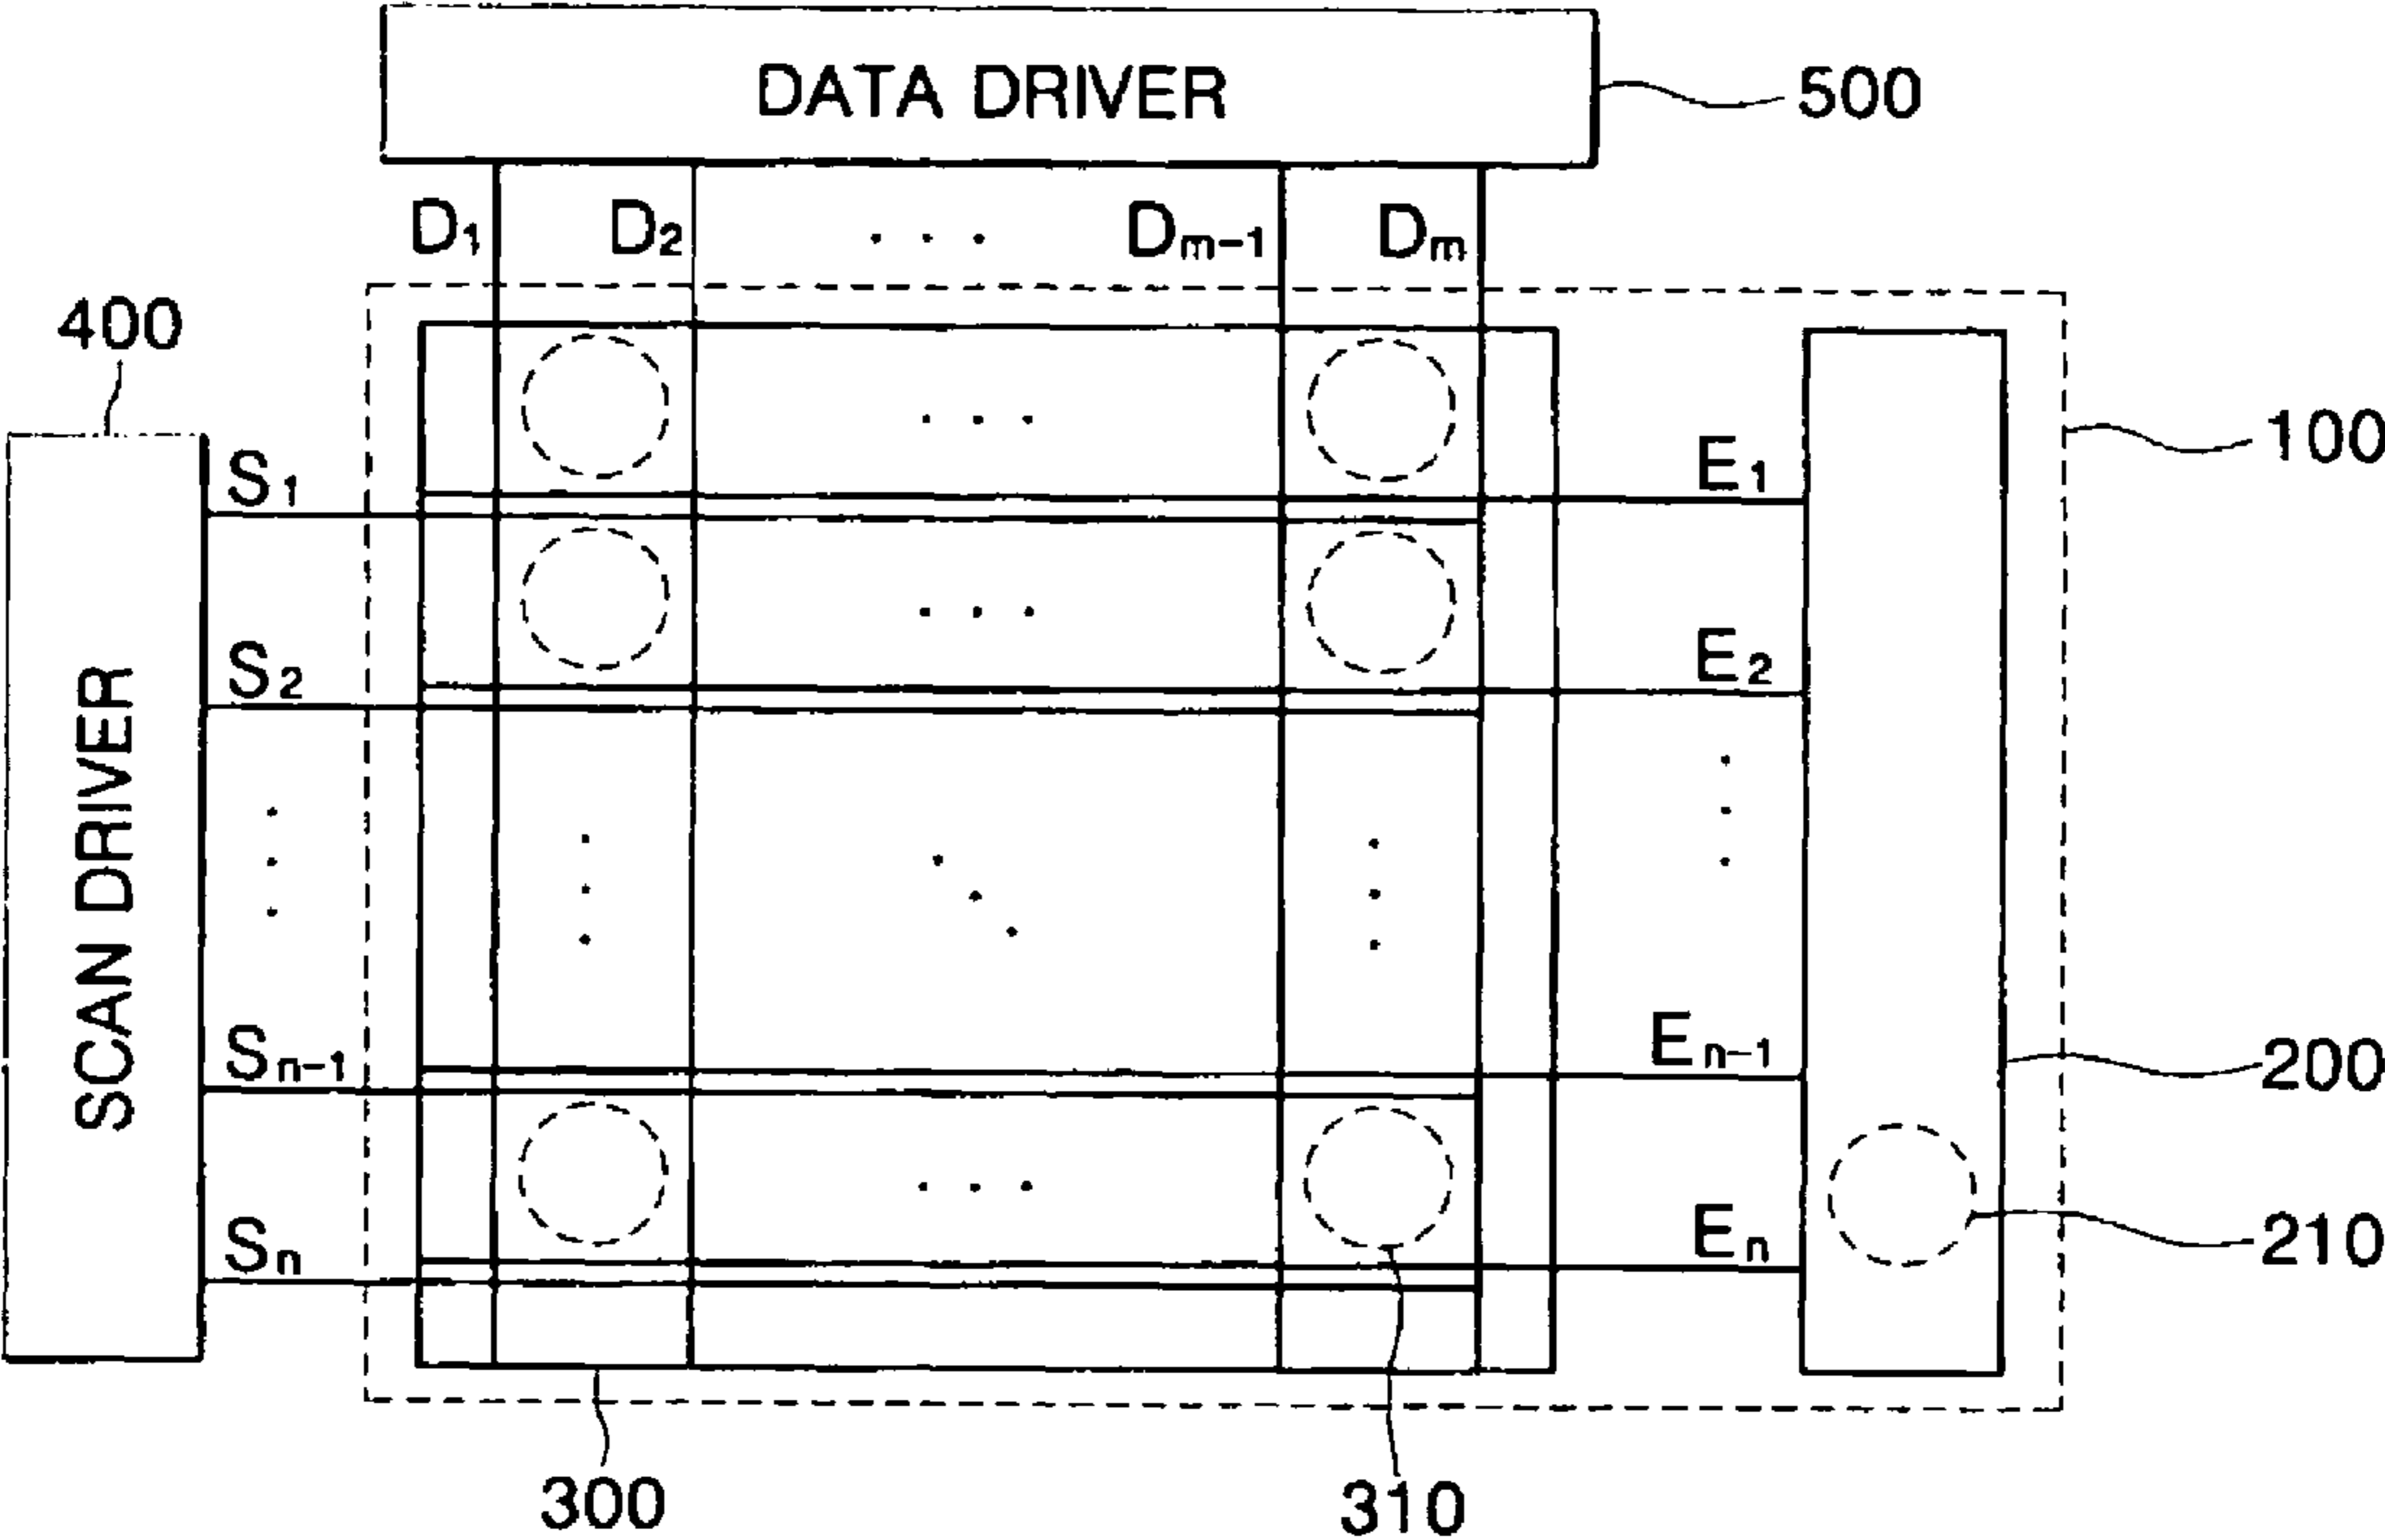 DATA DRIVER
500
D1 D2 . . . Dm-1 Dm
400
100
S1
E1
S2
E2
SCAN DRIVER
Sn-1
En-1
200
Sn
En
210
300
310